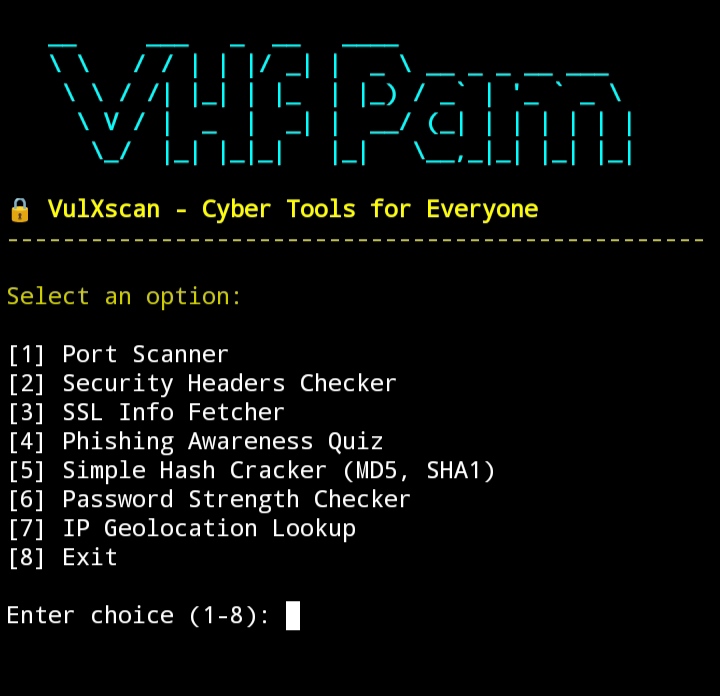 VHF Pam
🔒 VulXscan - Cyber Tools for Everyone
--------------------------------------------------
Select an option:
[1] Port Scanner
[2] Security Headers Checker
[3] SSL Info Fetcher
[4] Phishing Awareness Quiz
[5] Simple Hash Cracker (MD5, SHA1)
[6] Password Strength Checker
[7] IP Geolocation Lookup
[8] Exit
Enter choice (1-8):